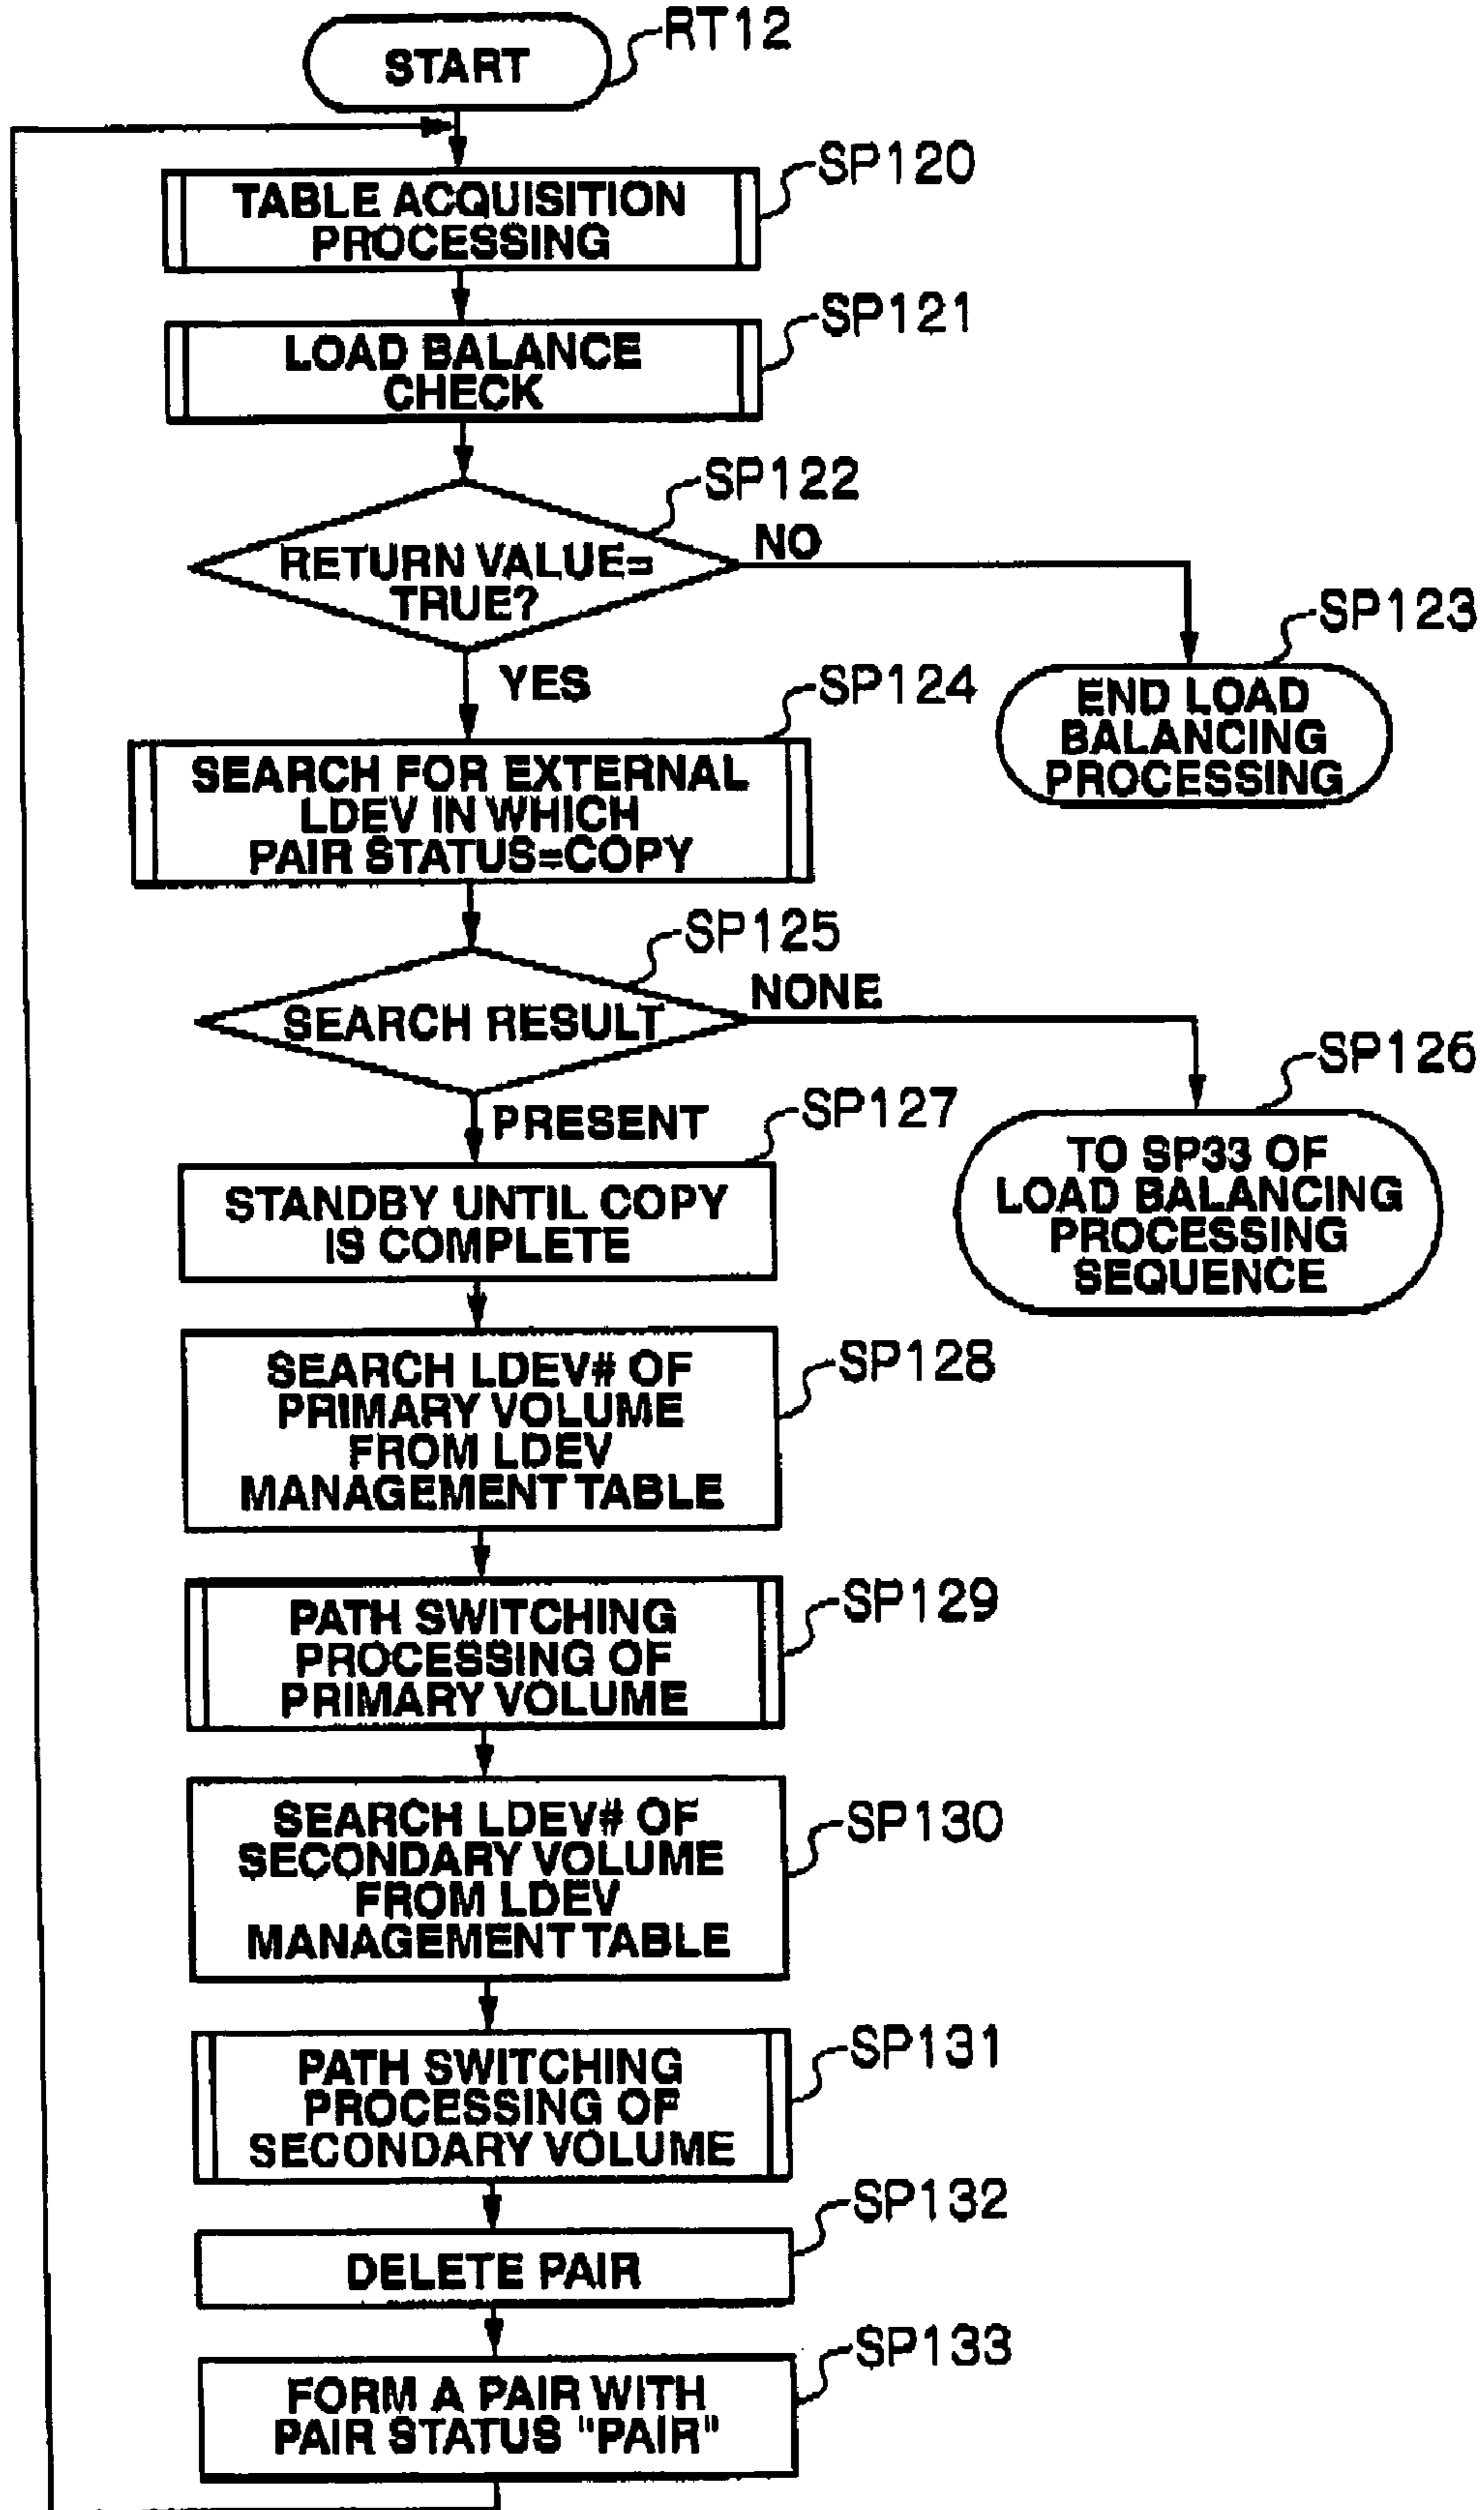 START
RT12
TABLE ACQUISITION
PROCESSING
SP120
LOAD BALANCE
CHECK
SP121
RETURN VALUE=
TRUE?
SP122
NO
YES
END LOAD
BALANCING
PROCESSING
SP123
SEARCH FOR EXTERNAL
LDEV IN WHICH
PAIR STATUS=COPY
SP124
SEARCH RESULT
SP125
NONE
PRESENT
TO SP33 OF
LOAD BALANCING
PROCESSING
SEQUENCE
SP126
STANDBY UNTIL COPY
IS COMPLETE
SP127
SEARCH LDEV# OF
PRIMARY VOLUME
FROM LDEV
MANAGEMENT TABLE
SP128
PATH SWITCHING
PROCESSING OF
PRIMARY VOLUME
SP129
SEARCH LDEV# OF
SECONDARY VOLUME
FROM LDEV
MANAGEMENT TABLE
SP130
PATH SWITCHING
PROCESSING OF
SECONDARY VOLUME
SP131
DELETE PAIR
SP132
FORM A PAIR WITH
PAIR STATUS "PAIR"
SP133